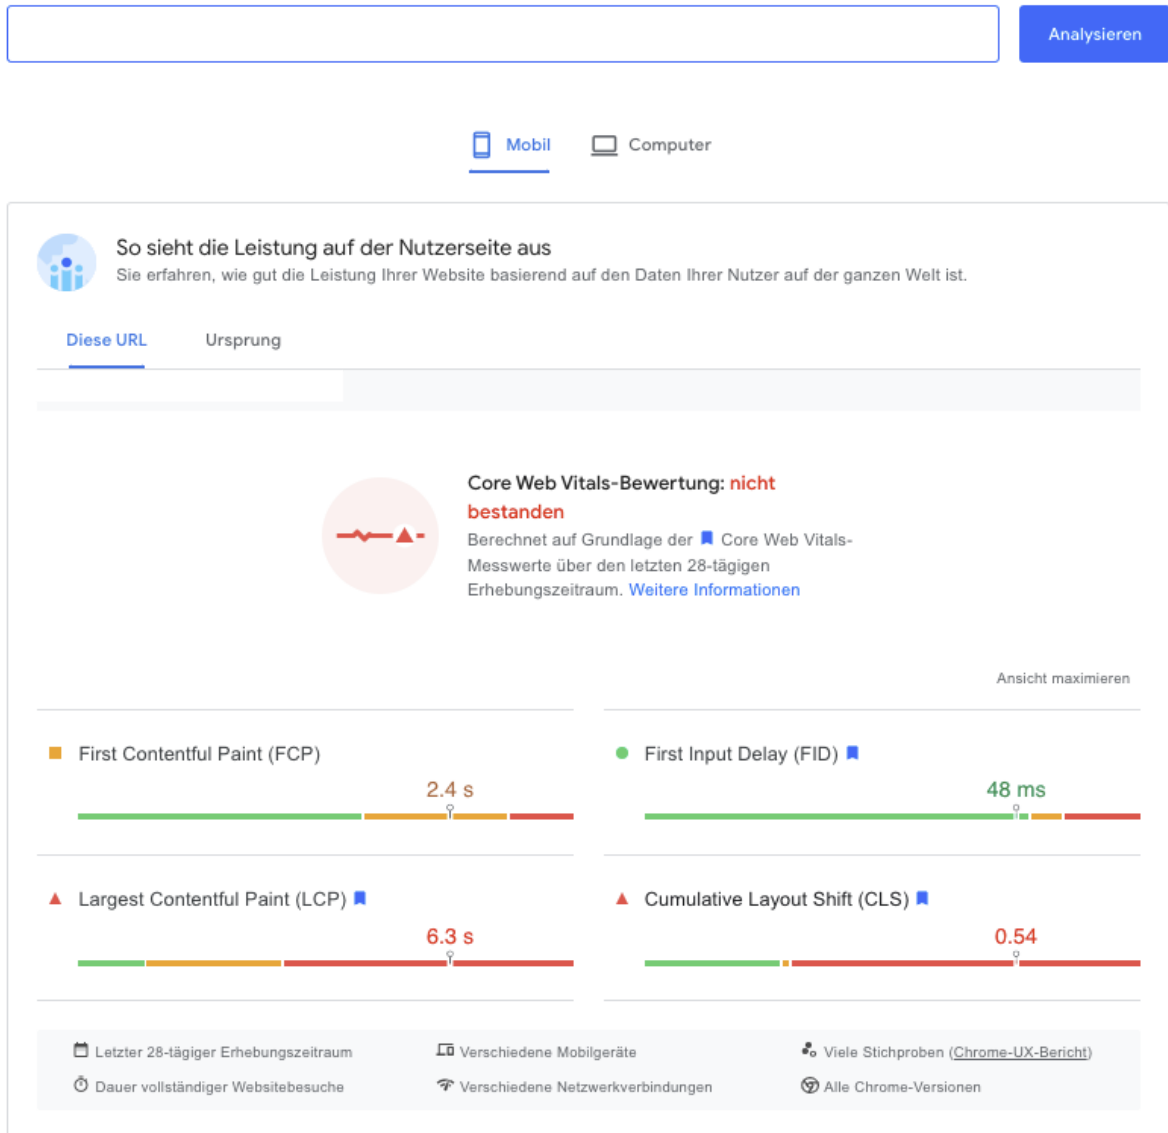 Analysieren
Mobil
Computer
So sieht die Leistung auf der Nutzerseite aus
Sie erfahren, wie gut die Leistung Ihrer Website basierend auf den Daten Ihrer Nutzer auf der ganzen Welt ist.
Diese URL
Ursprung
Core Web Vitals-Bewertung: nicht
bestanden
Berechnet auf Grundlage der Core Web Vitals-
Messwerte über den letzten 28-tägigen
Erhebungszeitraum. Weitere Informationen
Ansicht maximieren
First Contentful Paint (FCP)
2.4 s
First Input Delay (FID)
48 ms
Largest Contentful Paint (LCP)
6.3 s
Cumulative Layout Shift (CLS)
0.54
Letzter 28-tägiger Erhebungszeitraum
Verschiedene Mobilgeräte
Viele Stichproben (Chrome-UX-Bericht)
Dauer vollständiger Websitebesuche
Verschiedene Netzwerkverbindungen
Alle Chrome-Versionen